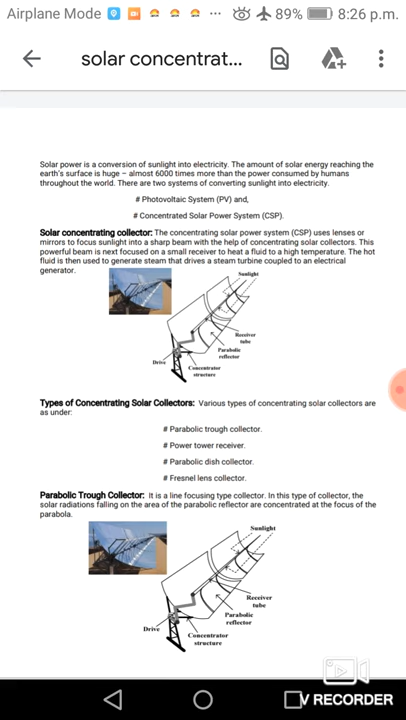 Airplane Mode ... 89% 8:26 p.m.
solar concentrat...
Solar power is a conversion of sunlight into electricity. The amount of solar energy reaching the
earth's surface is huge – almost 6000 times more than the power consumed by humans
throughout the world. There are two systems of converting sunlight into electricity.
# Photovoltaic System (PV) and,
# Concentrated Solar Power System (CSP).
Solar concentrating collector: The concentrating solar power system (CSP) uses lenses or
mirrors to focus sunlight into a sharp beam with the help of concentrating solar collectors. This
powerful beam is next focused on a small receiver to heat a fluid to a high temperature. The hot
fluid is then used to generate steam that drives a steam turbine coupled to an electrical
generator.
Sunlight
Receiver
tube
Parabolic
reflector
Drive
Concentrator
structure
Types of Concentrating Solar Collectors: Various types of concentrating solar collectors are
as under:
# Parabolic trough collector.
# Power tower receiver.
# Parabolic dish collector.
# Fresnel lens collector.
Parabolic Trough Collector: It is a line focusing type collector. In this type of collector, the
solar radiations falling on the area of the parabolic reflector are concentrated at the focus of the
parabola.
Sunlight
Receiver
tube
Parabolic
reflector
Drive
Concentrator
structure
V RECORDER